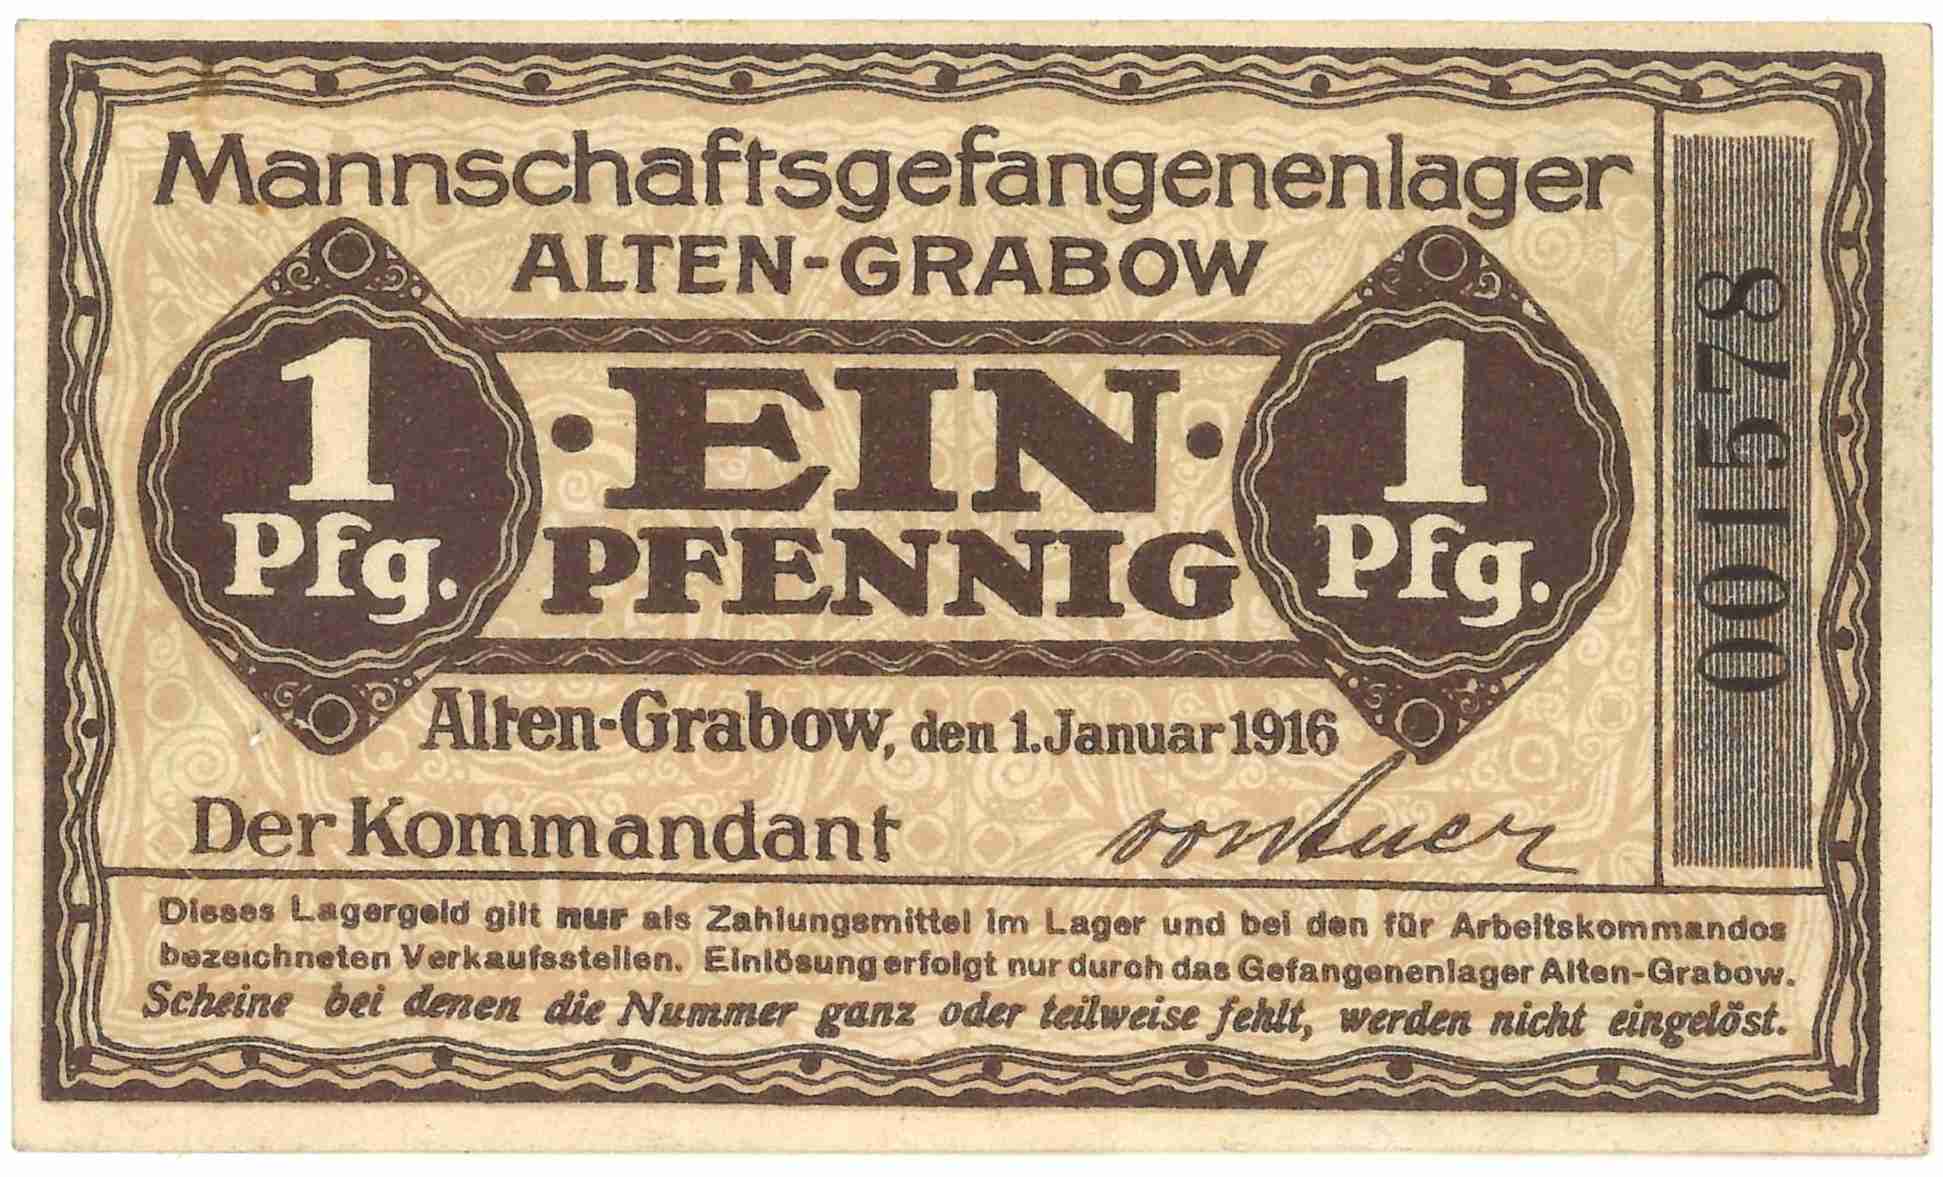 Mannschaftsgefangenenlager
ALTEN-GRABOW
1
Pfg.
· EIN ·
PFENNIG
1
Pfg.
001578
Alten-Grabow, den 1. Januar 1916
Der Kommandant
Dieses Lagergeld gilt nur als Zahlungsmittel im Lager und bei den für Arbeitskommandos
bezeichneten Verkaufsstellen. Einlösung erfolgt nur durch das Gefangenenlager Alten-Grabow.
Scheine bei denen die Nummer ganz oder teilweise fehlt, werden nicht eingelöst.